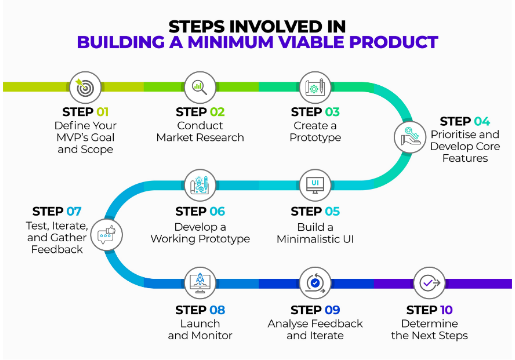 STEPS INVOLVED IN
BUILDING A MINIMUM VIABLE PRODUCT
STEP 01
Define Your
MVP's Goal
and Scope
STEP 02
Conduct
Market Research
STEP 03
Create a
Prototype
STEP 04
Prioritise and
Develop Core
Features
UI
STEP 05
Build a
Minimalistic UI
STEP 06
Develop a
Working Prototype
STEP 07
Test, Iterate,
and Gather
Feedback
STEP 08
Launch
and Monitor
STEP 09
Analyse Feedback
and Iterate
STEP 10
Determine
the Next Steps